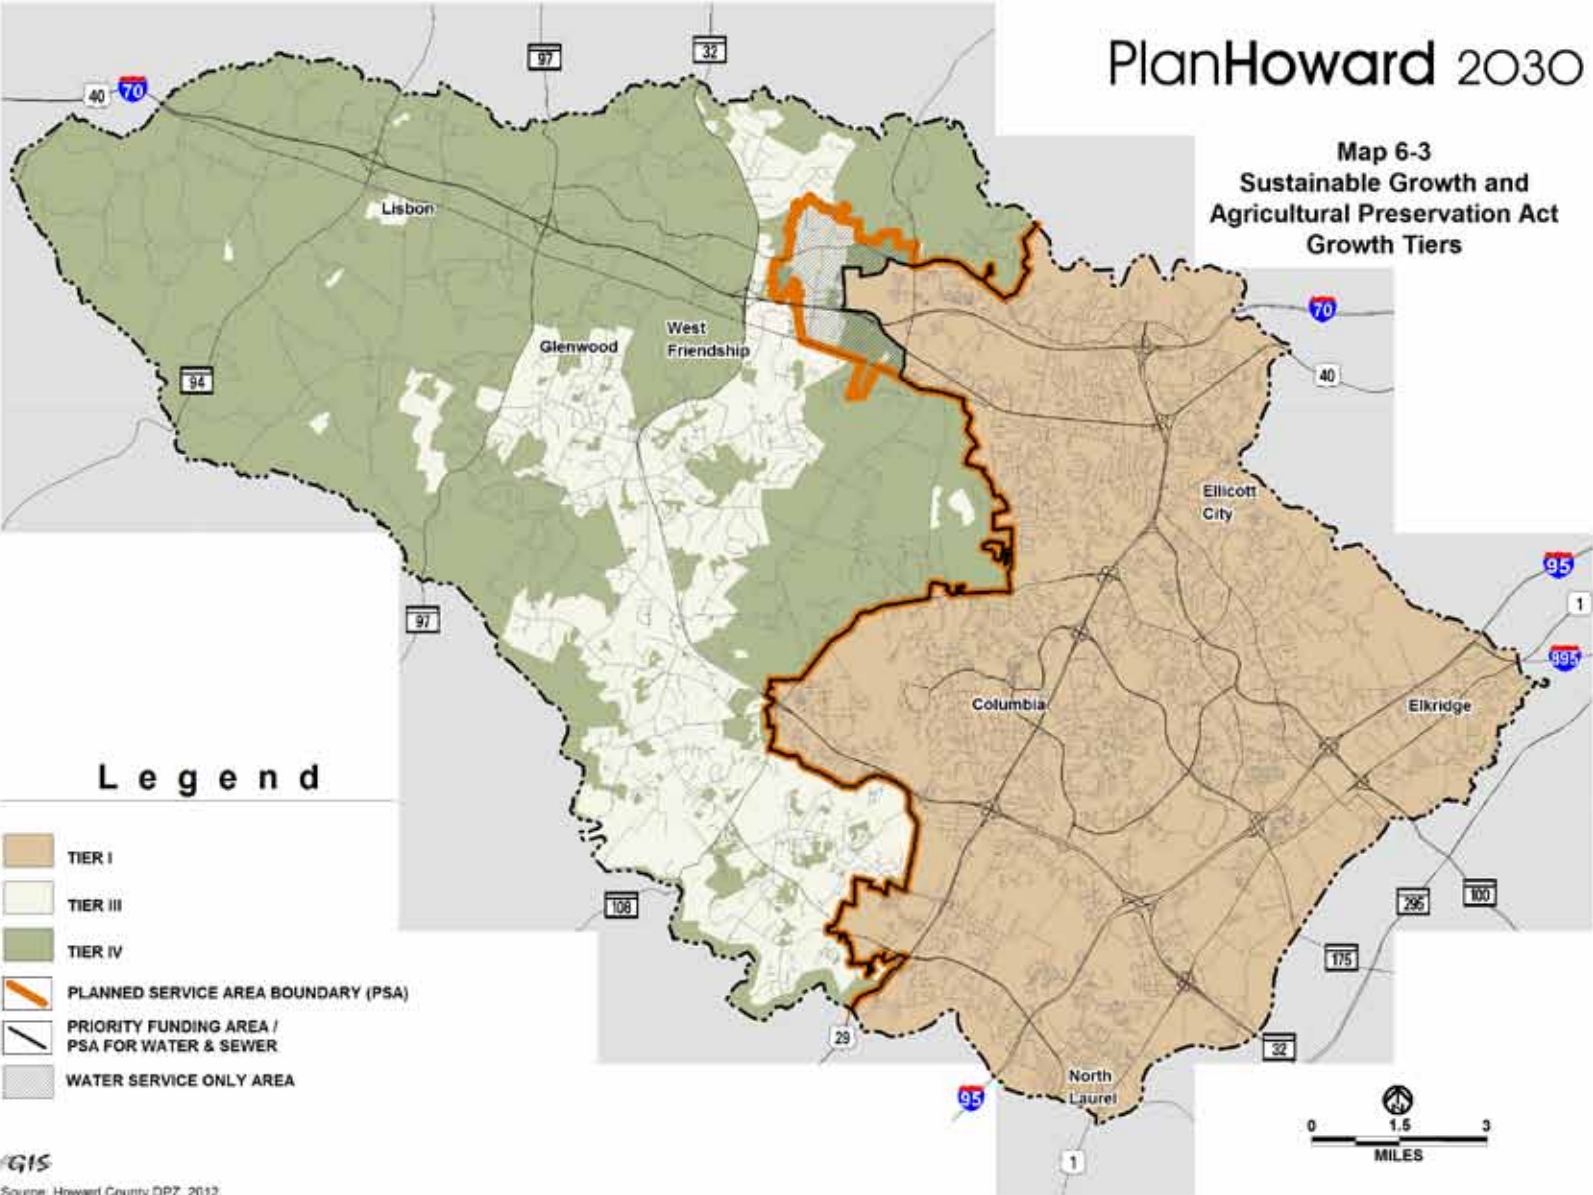 PlanHoward 2030
Map 6-3
Sustainable Growth and
Agricultural Preservation Act
Growth Tiers
97
32
40
70
Lisbon
70
West
Friendship
Glenwood
40
94
Ellicott
City
95
1
97
895
Columbia
Elkridge
Legend
TIER I
TIER III
TIER IV
PLANNED SERVICE AREA BOUNDARY (PSA)
PRIORITY FUNDING AREA /
PSA FOR WATER & SEWER
WATER SERVICE ONLY AREA
108
295
100
175
29
32
North
Laurel
95
1
0 1.5 3
MILES
GIS
Source: Howard County DPZ, 2012